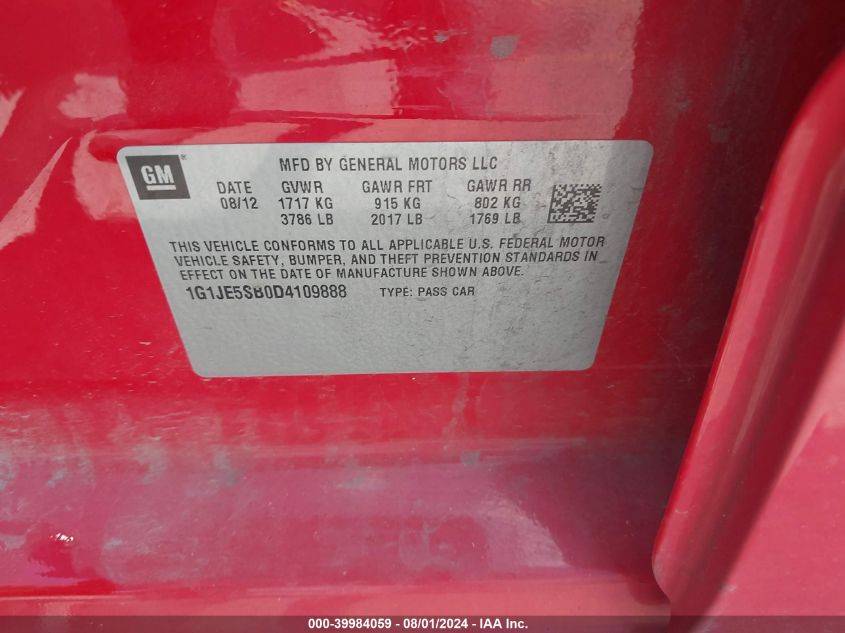 GM®
MFD BY GENERAL MOTORS LLC
DATE GVWR GAWR FRT GAWR RR
08/12 1717 KG 915 KG 802 KG
3786 LB 2017 LB 1769 LB
THIS VEHICLE CONFORMS TO ALL APPLICABLE U.S. FEDERAL MOTOR
VEHICLE SAFETY, BUMPER, AND THEFT PREVENTION STANDARDS IN
EFFECT ON THE DATE OF MANUFACTURE SHOWN ABOVE.
1G1JE5SB0D4109888 TYPE: PASS CAR
000-39984059 - 08/01/2024 - IAA Inc.